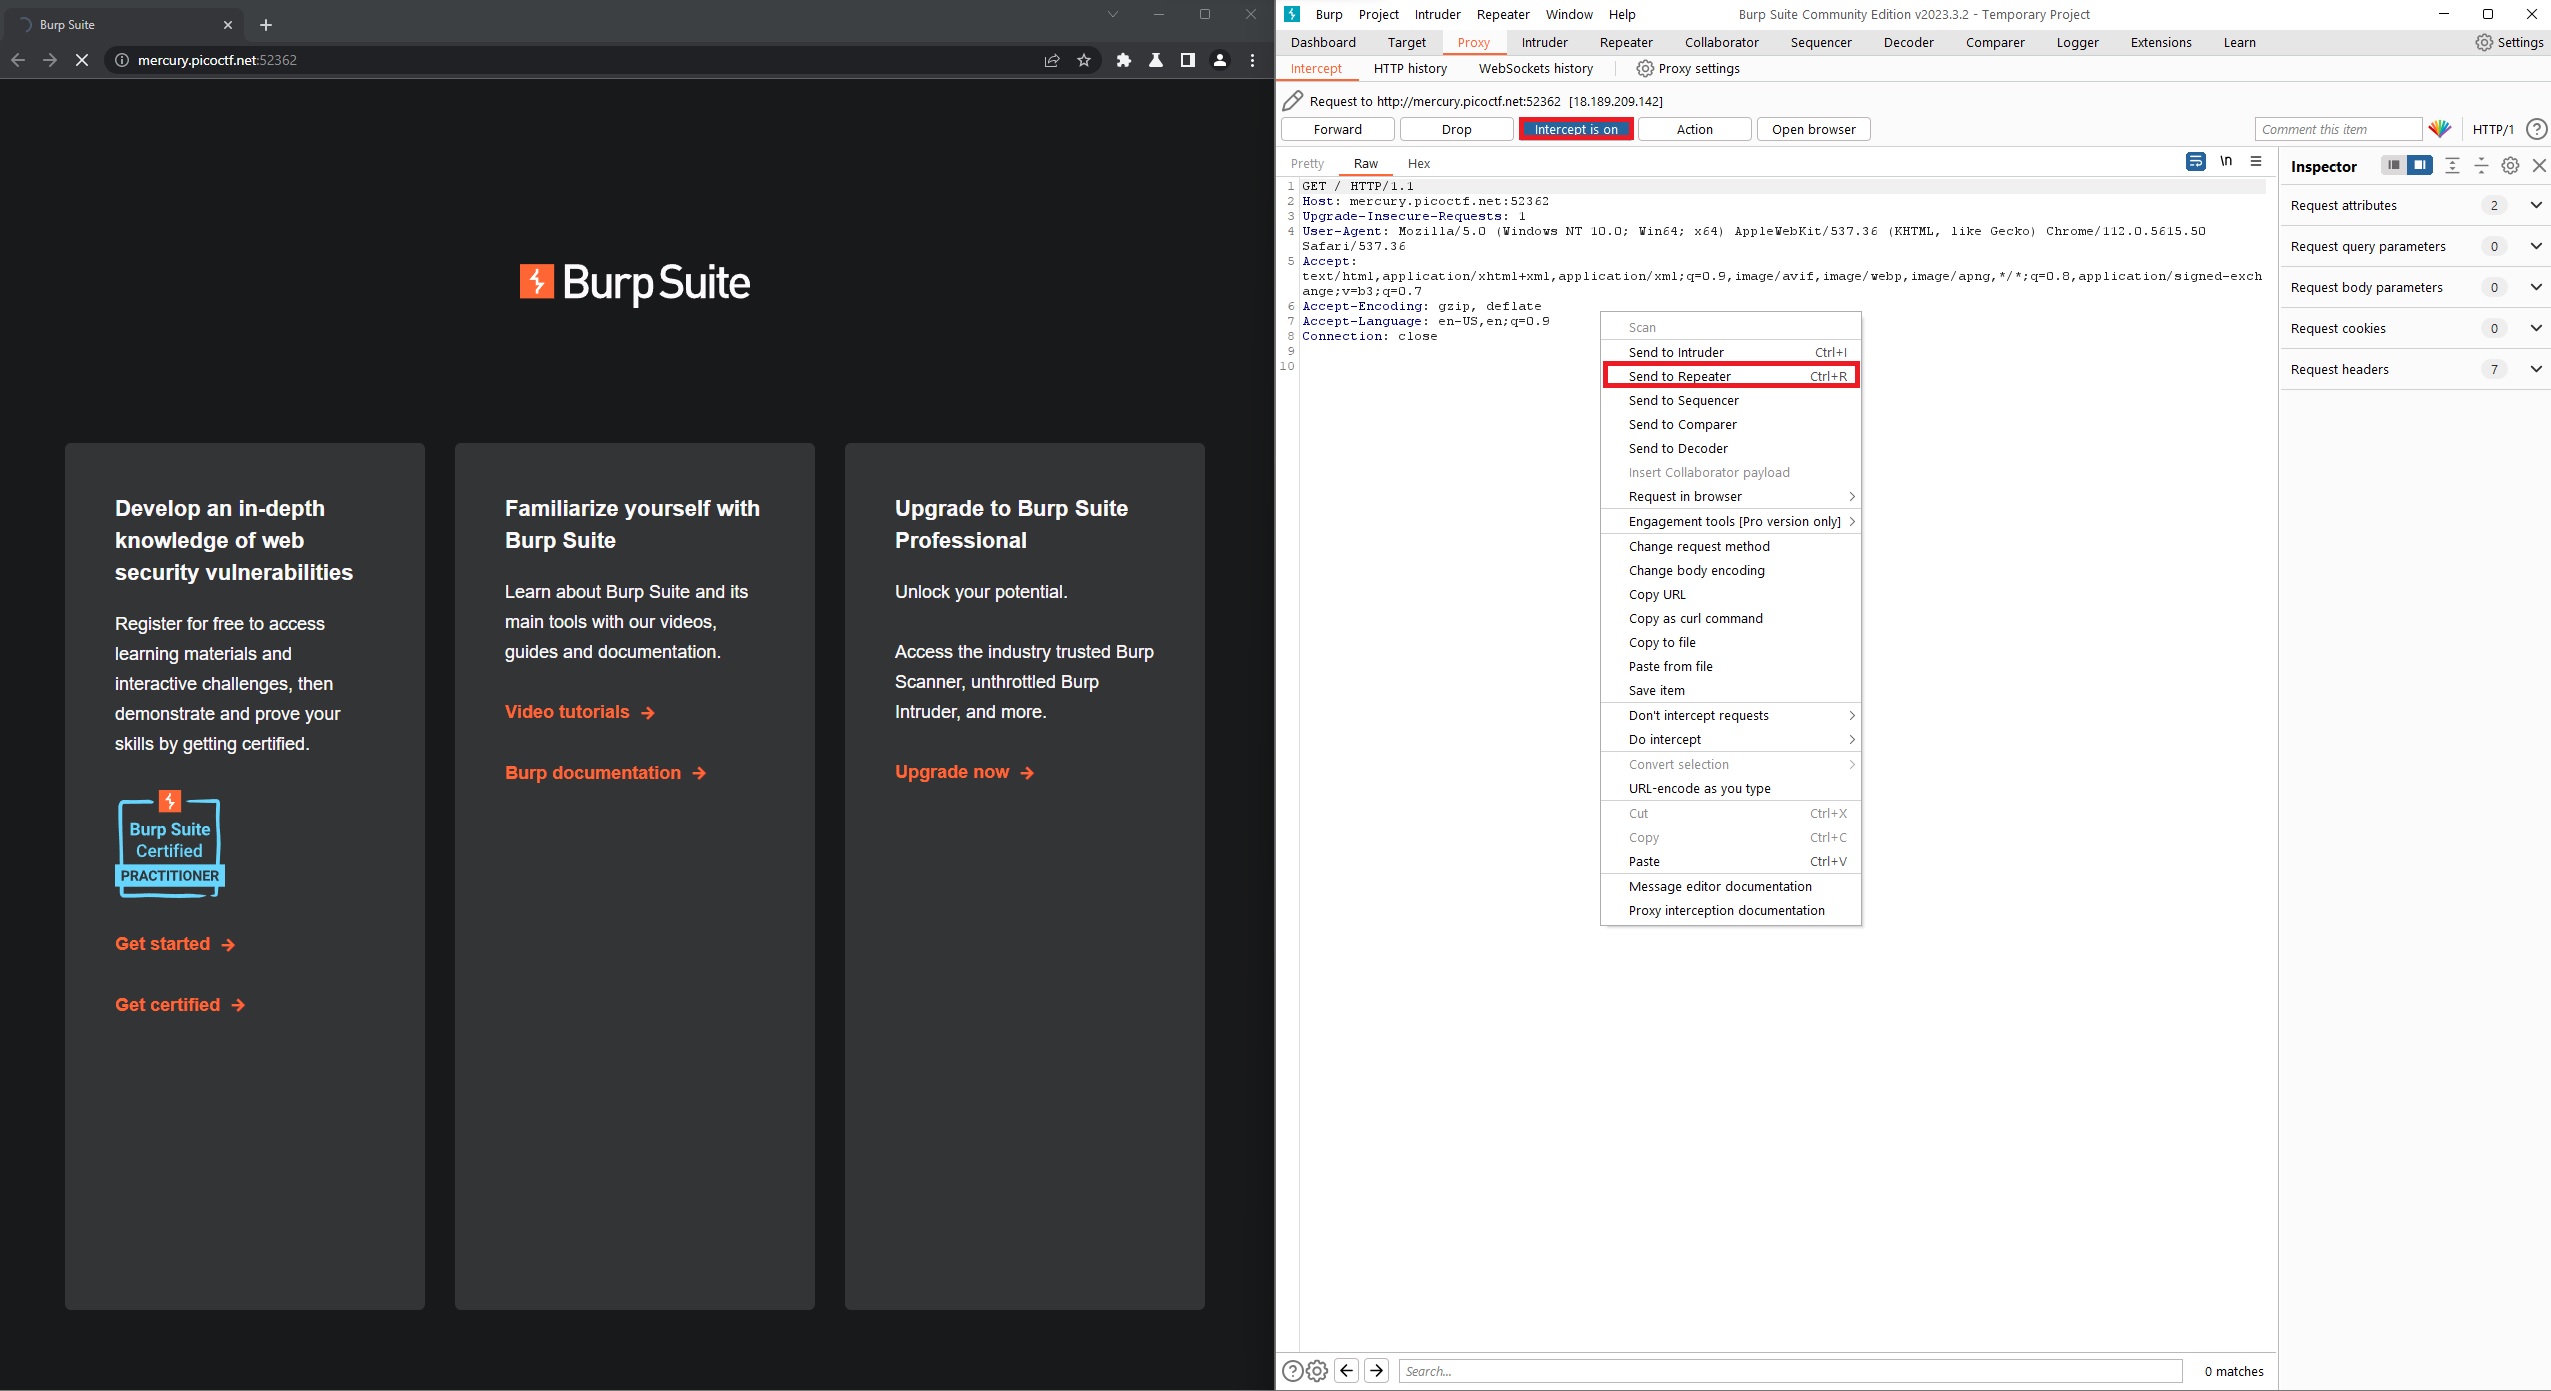 Burp Suite
mercury.picoctf.net:52362
Burp Suite
Develop an in-depth
knowledge of web
security vulnerabilities
Register for free to access
learning materials and
interactive challenges, then
demonstrate and prove your
skills by getting certified.
Burp Suite
Certified
PRACTITIONER
Get started →
Get certified →
Familiarize yourself with
Burp Suite
Learn about Burp Suite and its
main tools with our videos,
guides and documentation.
Video tutorials →
Burp documentation →
Upgrade to Burp Suite
Professional
Unlock your potential.
Access the industry trusted Burp
Scanner, unthrottled Burp
Intruder, and more.
Upgrade now →
Burp Project Intruder Repeater Window Help Burp Suite Community Edition v2023.3.2 - Temporary Project
Dashboard Target Proxy Intruder Repeater Collaborator Sequencer Decoder Comparer Logger Extensions Learn Settings
Intercept HTTP history WebSockets history Proxy settings
Request to http://mercury.picoctf.net:52362 [18.189.209.142]
Forward Drop Intercept is on Action Open browser Comment this item HTTP/1 ?
Pretty Raw Hex \n
1 GET / HTTP/1.1
2 Host: mercury.picoctf.net:52362
3 Upgrade-Insecure-Requests: 1
4 User-Agent: Mozilla/5.0 (Windows NT 10.0; Win64; x64) AppleWebKit/537.36 (KHTML, like Gecko) Chrome/112.0.5615.50
Safari/537.36
5 Accept:
text/html,application/xhtml+xml,application/xml;q=0.9,image/avif,image/webp,image/apng,*/*;q=0.8,application/signed-exch
ange;v=b3;q=0.7
6 Accept-Encoding: gzip, deflate
7 Accept-Language: en-US,en;q=0.9
8 Connection: close
9
10
Scan
Send to Intruder Ctrl+I
Send to Repeater Ctrl+R
Send to Sequencer
Send to Comparer
Send to Decoder
Insert Collaborator payload
Request in browser
Engagement tools [Pro version only]
Change request method
Change body encoding
Copy URL
Copy as curl command
Copy to file
Paste from file
Save item
Don't intercept requests
Do intercept
Convert selection
URL-encode as you type
Cut Ctrl+X
Copy Ctrl+C
Paste Ctrl+V
Message editor documentation
Proxy interception documentation
Inspector
Request attributes 2
Request query parameters 0
Request body parameters 0
Request cookies 0
Request headers 7
? Search... 0 matches